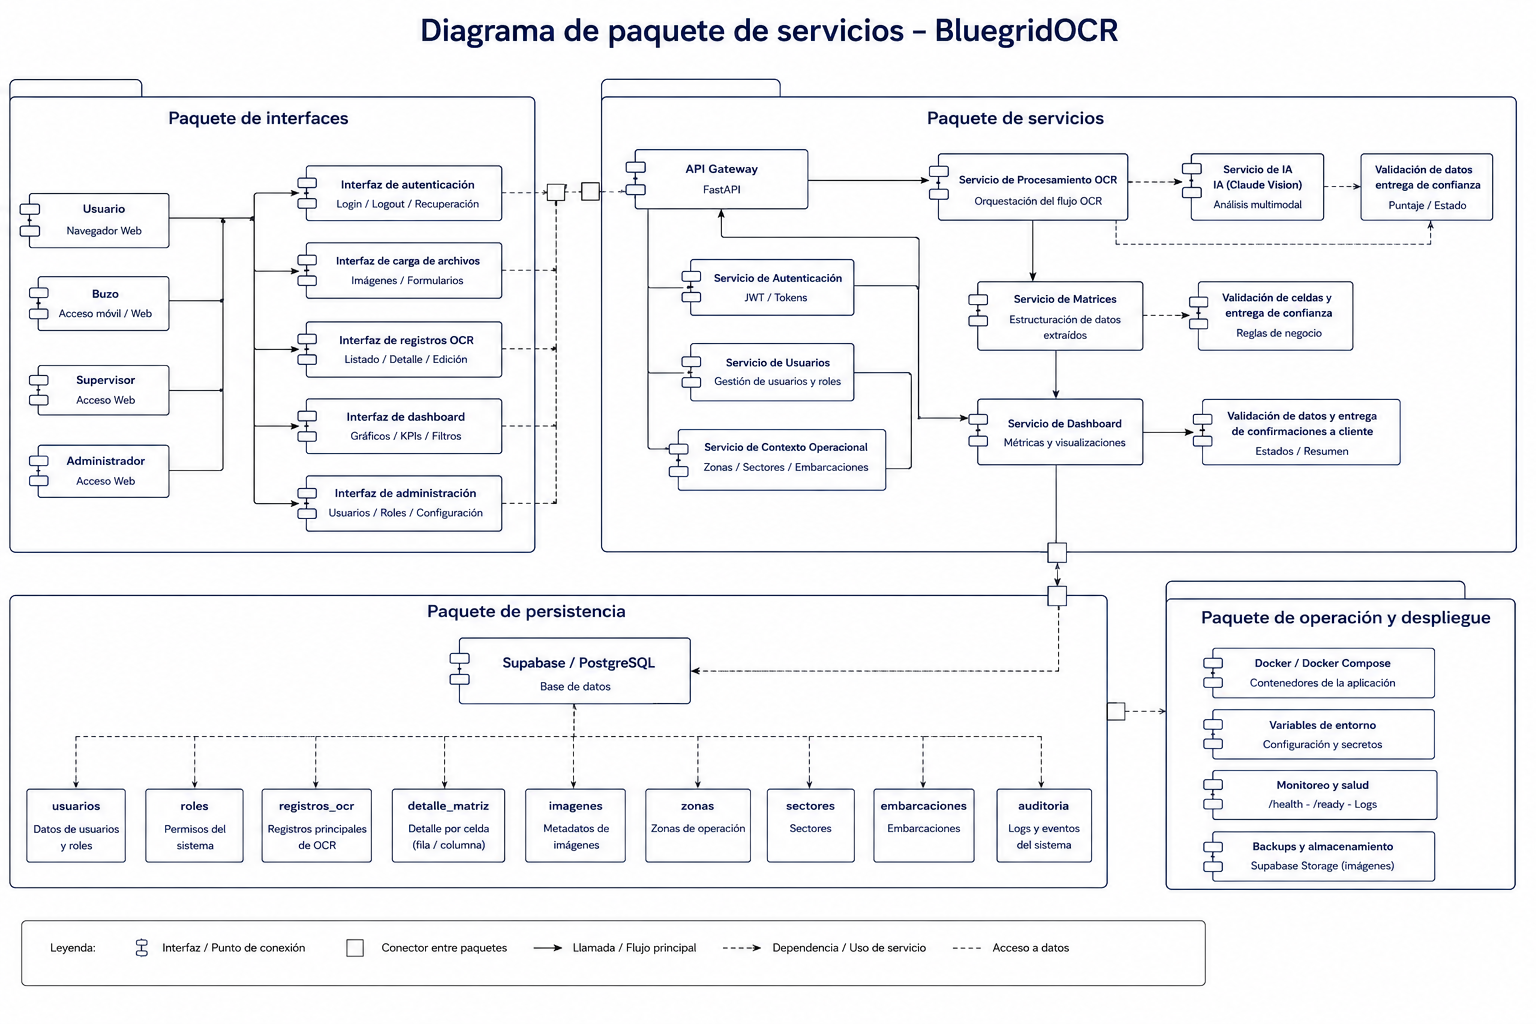 Diagrama de paquete de servicios – BluegridOCR
Paquete de interfaces
Usuario
Navegador Web
Buzo
Acceso móvil / Web
Supervisor
Acceso Web
Administrador
Acceso Web
Interfaz de autenticación
Login / Logout / Recuperación
Interfaz de carga de archivos
Imágenes / Formularios
Interfaz de registros OCR
Listado / Detalle / Edición
Interfaz de dashboard
Gráficos / KPIs / Filtros
Interfaz de administración
Usuarios / Roles / Configuración
Paquete de servicios
API Gateway
FastAPI
Servicio de Autenticación
JWT / Tokens
Servicio de Usuarios
Gestión de usuarios y roles
Servicio de Contexto Operacional
Zonas / Sectores / Embarcaciones
Servicio de Procesamiento OCR
Orquestación del flujo OCR
Servicio de IA
IA (Claude Vision)
Análisis multimodal
Validación de datos
entrega de confianza
Puntaje / Estado
Servicio de Matrices
Estructuración de datos
extraídos
Validación de celdas y
entrega de confianza
Reglas de negocio
Servicio de Dashboard
Métricas y visualizaciones
Validación de datos y entrega
de confirmaciones a cliente
Estados / Resumen
Paquete de persistencia
Supabase / PostgreSQL
Base de datos
usuarios
Datos de usuarios
y roles
roles
Permisos del
sistema
registros_ocr
Registros principales
de OCR
detalle_matriz
Detalle por celda
(fila / columna)
imagenes
Metadatos de
imágenes
zonas
Zonas de operación
sectores
Sectores
embarcaciones
Embarcaciones
auditoria
Logs y eventos
del sistema
Paquete de operación y despliegue
Docker / Docker Compose
Contenedores de la aplicación
Variables de entorno
Configuración y secretos
Monitoreo y salud
/health - /ready - Logs
Backups y almacenamiento
Supabase Storage (imágenes)
Leyenda:
Interfaz / Punto de conexión
Conector entre paquetes
Llamada / Flujo principal
Dependencia / Uso de servicio
Acceso a datos